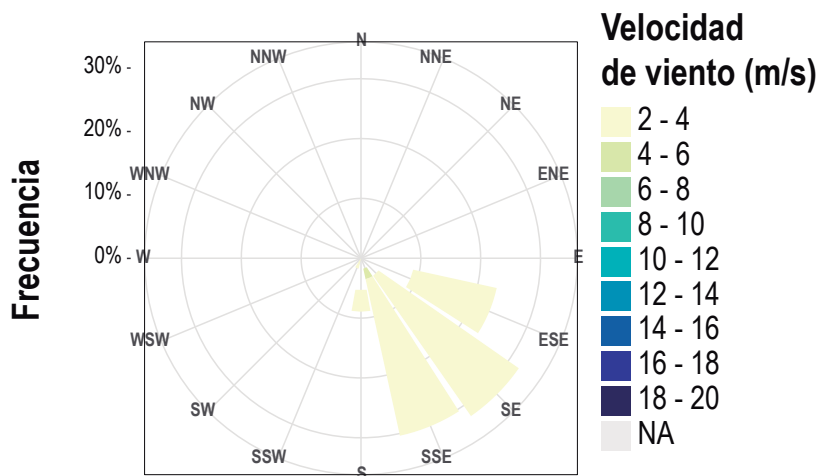 Velocidad
de viento (m/s)
2 - 4
4 - 6
6 - 8
8 - 10
10 - 12
12 - 14
14 - 16
16 - 18
18 - 20
NA
Frecuencia
30% -
20% -
10% -
0% -
N
NNE
NE
ENE
E
ESE
SE
SSE
S
SSW
SW
WSW
W
WNW
NW
NNW